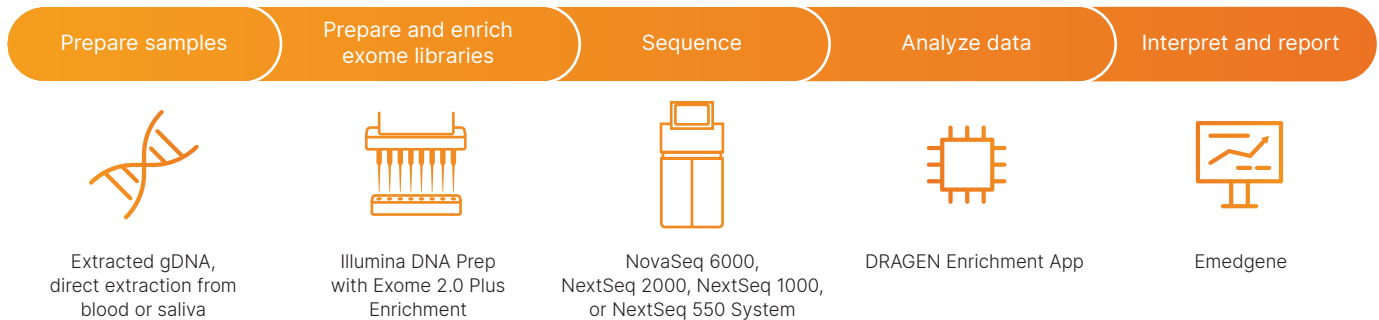 Prepare samples
Prepare and enrich
exome libraries
Sequence
Analyze data
Interpret and report
Extracted gDNA,
direct extraction from
blood or saliva
Illumina DNA Prep
with Exome 2.0 Plus
Enrichment
NovaSeq 6000,
NextSeq 2000, NextSeq 1000,
or NextSeq 550 System
DRAGEN Enrichment App
Emedgene